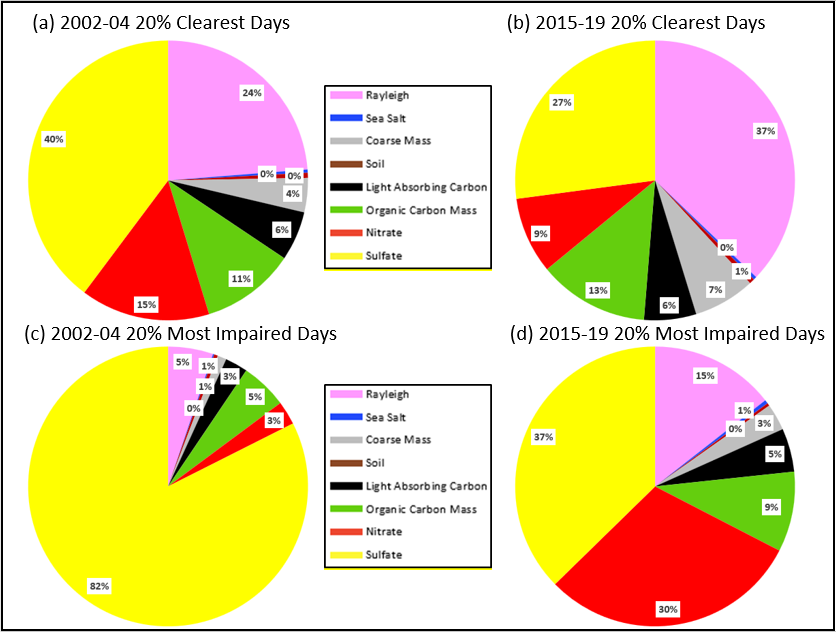 (a) 2002-04 20% Clearest Days
(b) 2015-19 20% Clearest Days
24%
0%
0%
4%
6%
11%
15%
40%
Rayleigh
Sea Salt
Coarse Mass
Soil
Light Absorbing Carbon
Organic Carbon Mass
Nitrate
Sulfate
37%
0%
1%
7%
6%
13%
9%
27%
(c) 2002-04 20% Most Impaired Days
(d) 2015-19 20% Most Impaired Days
5%
1%
1%
0%
3%
5%
3%
82%
Rayleigh
Sea Salt
Coarse Mass
Soil
Light Absorbing Carbon
Organic Carbon Mass
Nitrate
Sulfate
15%
1%
0%
3%
5%
9%
30%
37%